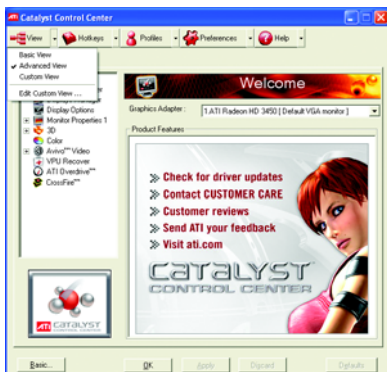 Catalyst Control Center
View Hotkeys Profiles Preferences Help
Basic View
Advanced View
Custom View
Edit Custom View ...
Display Options
Monitor Properties 1
3D
Color
Avivo™ Video
VPU Recover
ATI Overdrive™
CrossFire™
Welcome
Graphics Adapter:
1.ATI Radeon HD 3450 [ Default VGA monitor ]
Product Features
Check for driver updates
Contact CUSTOMER CARE
Customer reviews
Send ATI your feedback
Visit ati.com
CATALYST
CONTROL CENTER
ATI CATALYST
CONTROL CENTER
Basic...
OK
Apply
Discard
Defaults